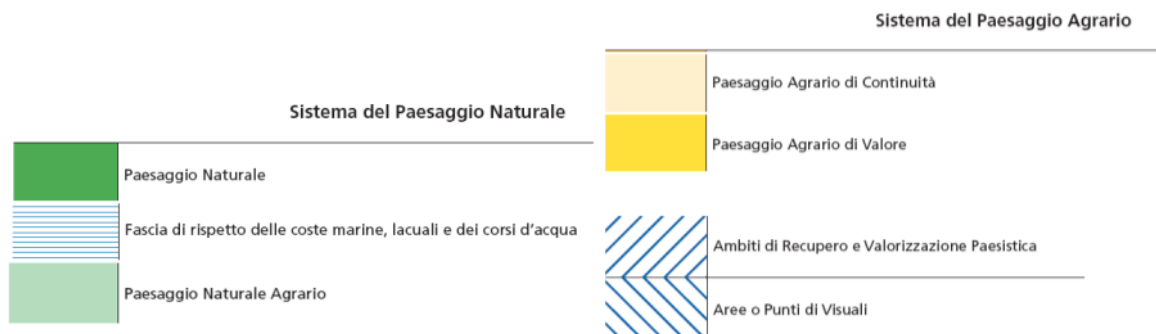 Sistema del Paesaggio Naturale
Paesaggio Naturale
Fascia di rispetto delle coste marine, lacuali e dei corsi d'acqua
Paesaggio Naturale Agrario
Sistema del Paesaggio Agrario
Paesaggio Agrario di Continuità
Paesaggio Agrario di Valore
Ambiti di Recupero e Valorizzazione Paesistica
Aree o Punti di Visuali